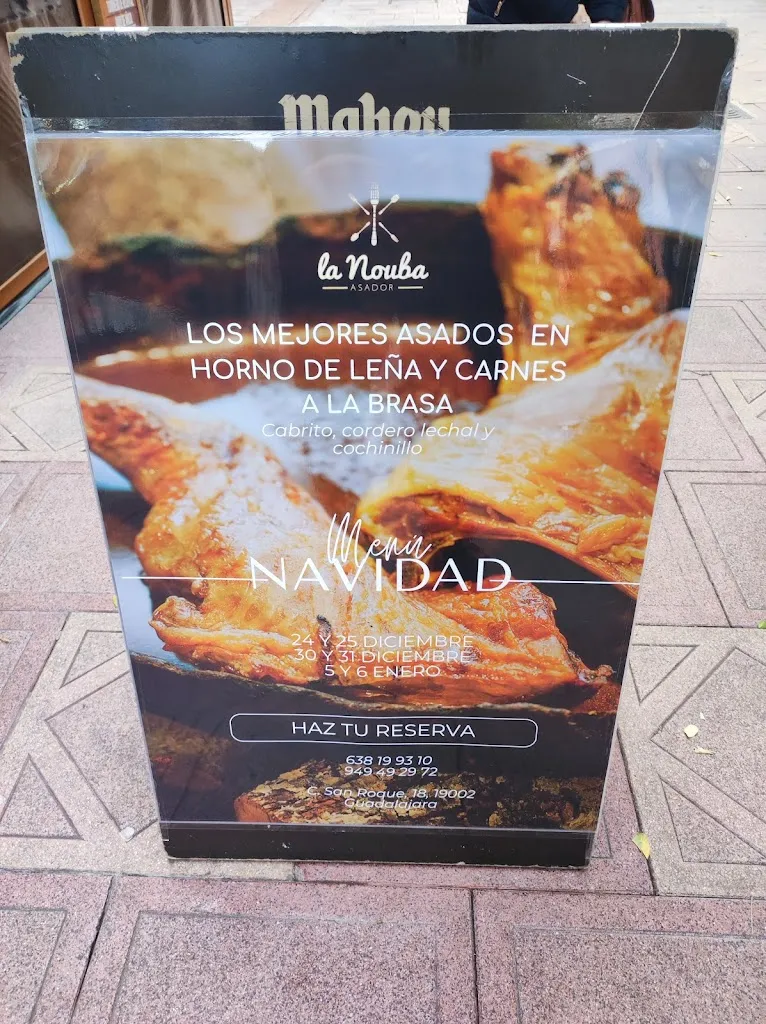 Mahou
la Nouba
ASADOR
LOS MEJORES ASADOS EN
HORNO DE LEÑA Y CARNES
A LA BRASA
Cabrito, cordero lechal y
cochinillo
Menú
NAVIDAD
24 Y 25 DICIEMBRE
30 Y 31 DICIEMBRE
5 Y 6 ENERO
HAZ TU RESERVA
638 19 93 10
949 49 29 72
C. San Roque, 18, 19002
Guadalajara